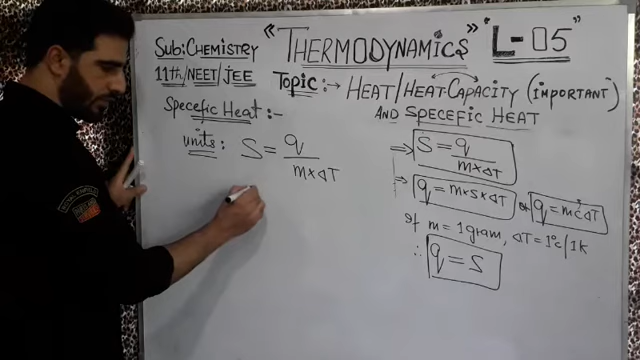 Sub: CHEMISTRY
11th/NEET/JEE
"THERMODYNAMICS" "L-05"
Topic :→ HEAT/HEAT-CAPACITY (important)
AND SPECEFIC HEAT
Specefic Heat :-
units: S = q / m×ΔT
⇒ S = q / m×ΔT
⇒ q = m×s×ΔT or q = mcΔT
if m = 1 gram, ΔT = 1°c/1k
∴ q = s